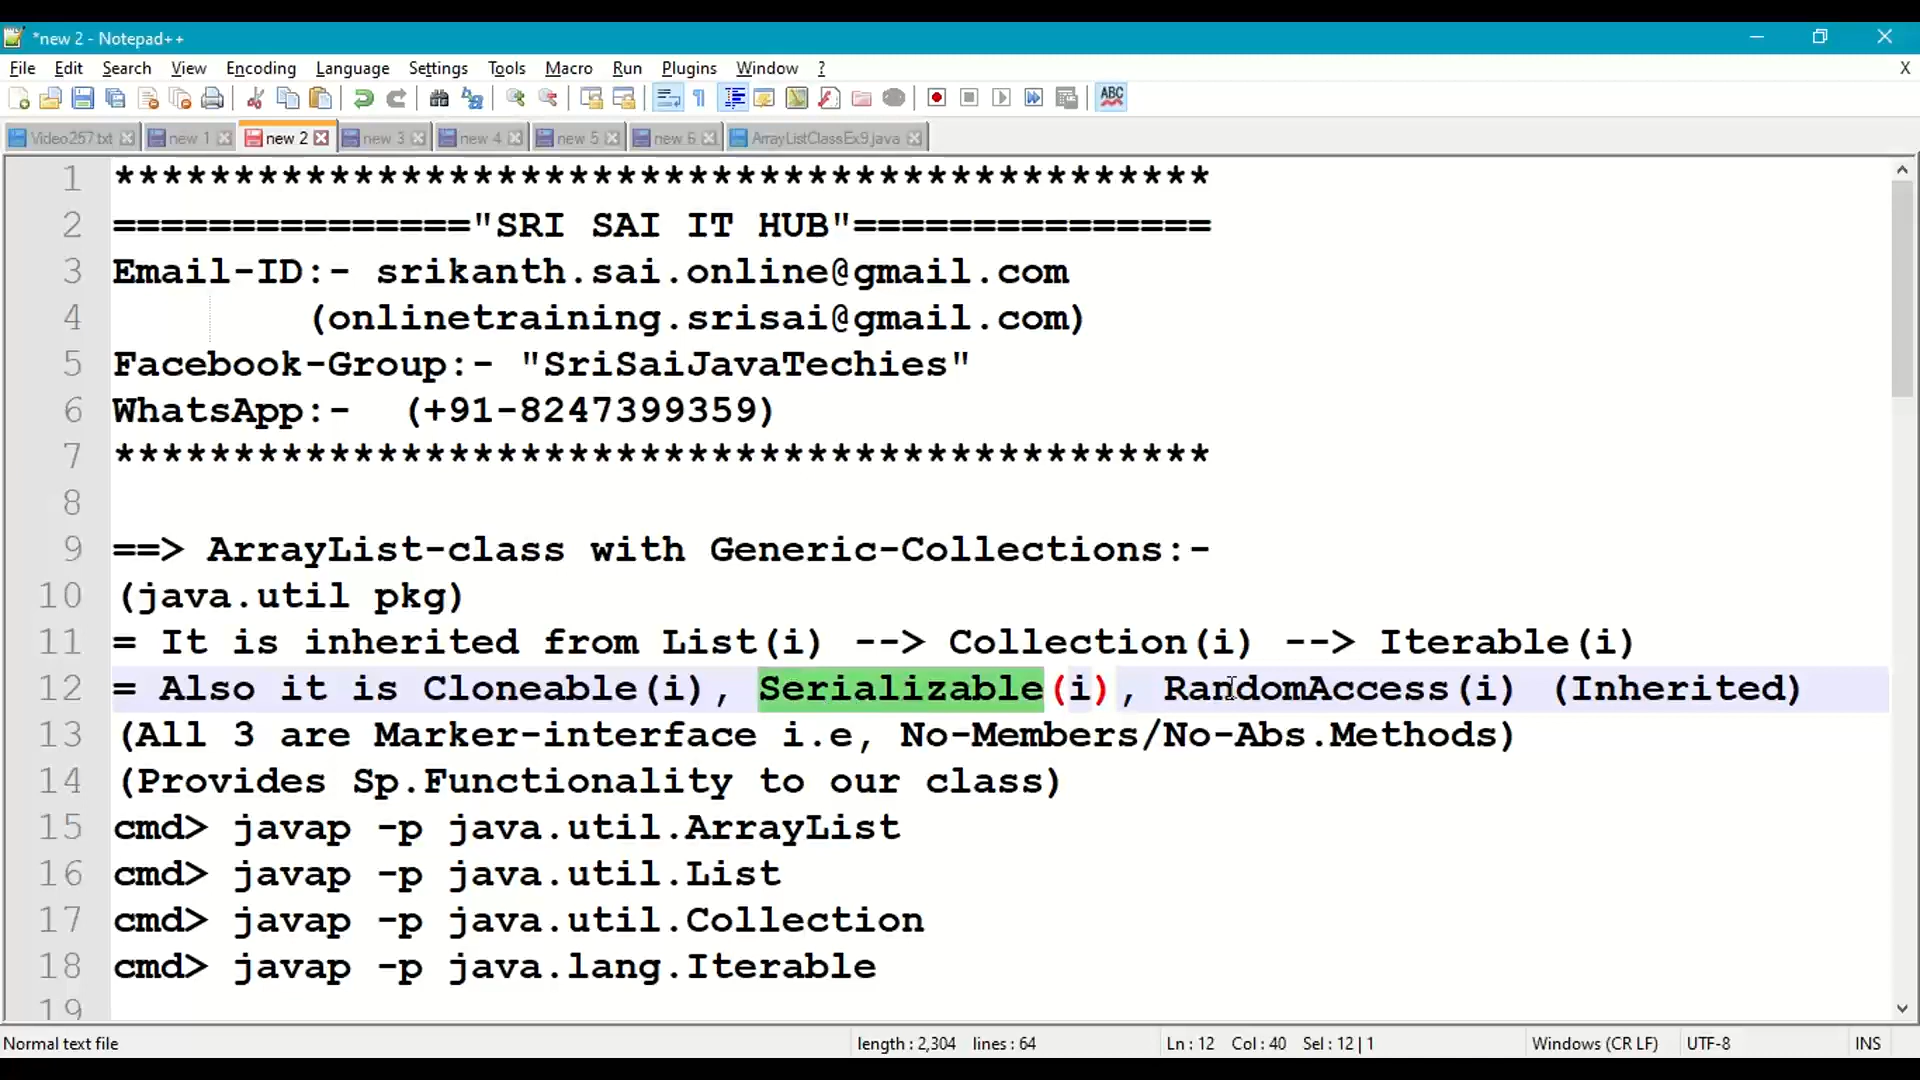 *new 2 - Notepad++
File Edit Search View Encoding Language Settings Tools Macro Run Plugins Window ? X
ABC
Video257.txt new 1 new 2 new 3 new 4 new 5 new 6 ArrayListClassEx9.java
1 **********************************************
2 ==============="SRI SAI IT HUB"===============
3 Email-ID:- srikanth.sai.online@gmail.com
4 (onlinetraining.srisai@gmail.com)
5 Facebook-Group:- "SriSaiJavaTechies"
6 WhatsApp:- (+91-8247399359)
7 **********************************************
8
9 ==> ArrayList-class with Generic-Collections:-
10 (java.util pkg)
11 = It is inherited from List(i) --> Collection(i) --> Iterable(i)
12 = Also it is Cloneable(i), Serializable(i), RandomAccess(i) (Inherited)
13 (All 3 are Marker-interface i.e, No-Members/No-Abs.Methods)
14 (Provides Sp.Functionality to our class)
15 cmd> javap -p java.util.ArrayList
16 cmd> javap -p java.util.List
17 cmd> javap -p java.util.Collection
18 cmd> javap -p java.lang.Iterable
19
Normal text file length : 2,304 lines : 64 Ln : 12 Col : 40 Sel : 12 | 1 Windows (CR LF) UTF-8 INS